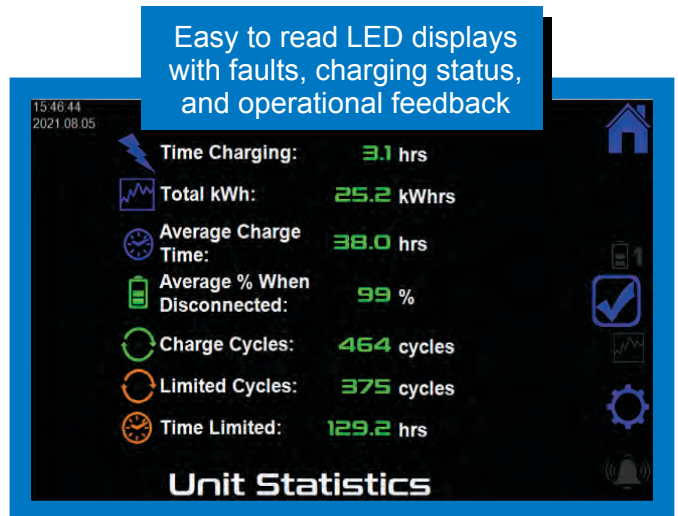 Easy to read LED displays
with faults, charging status,
and operational feedback
15:46:44
2021.08.05
Time Charging: 3.1 hrs
Total kWh: 25.2 kWhrs
Average Charge
Time: 38.0 hrs
Average % When
Disconnected: 99 %
1
Charge Cycles: 464 cycles
Limited Cycles: 375 cycles
Time Limited: 129.2 hrs
Unit Statistics